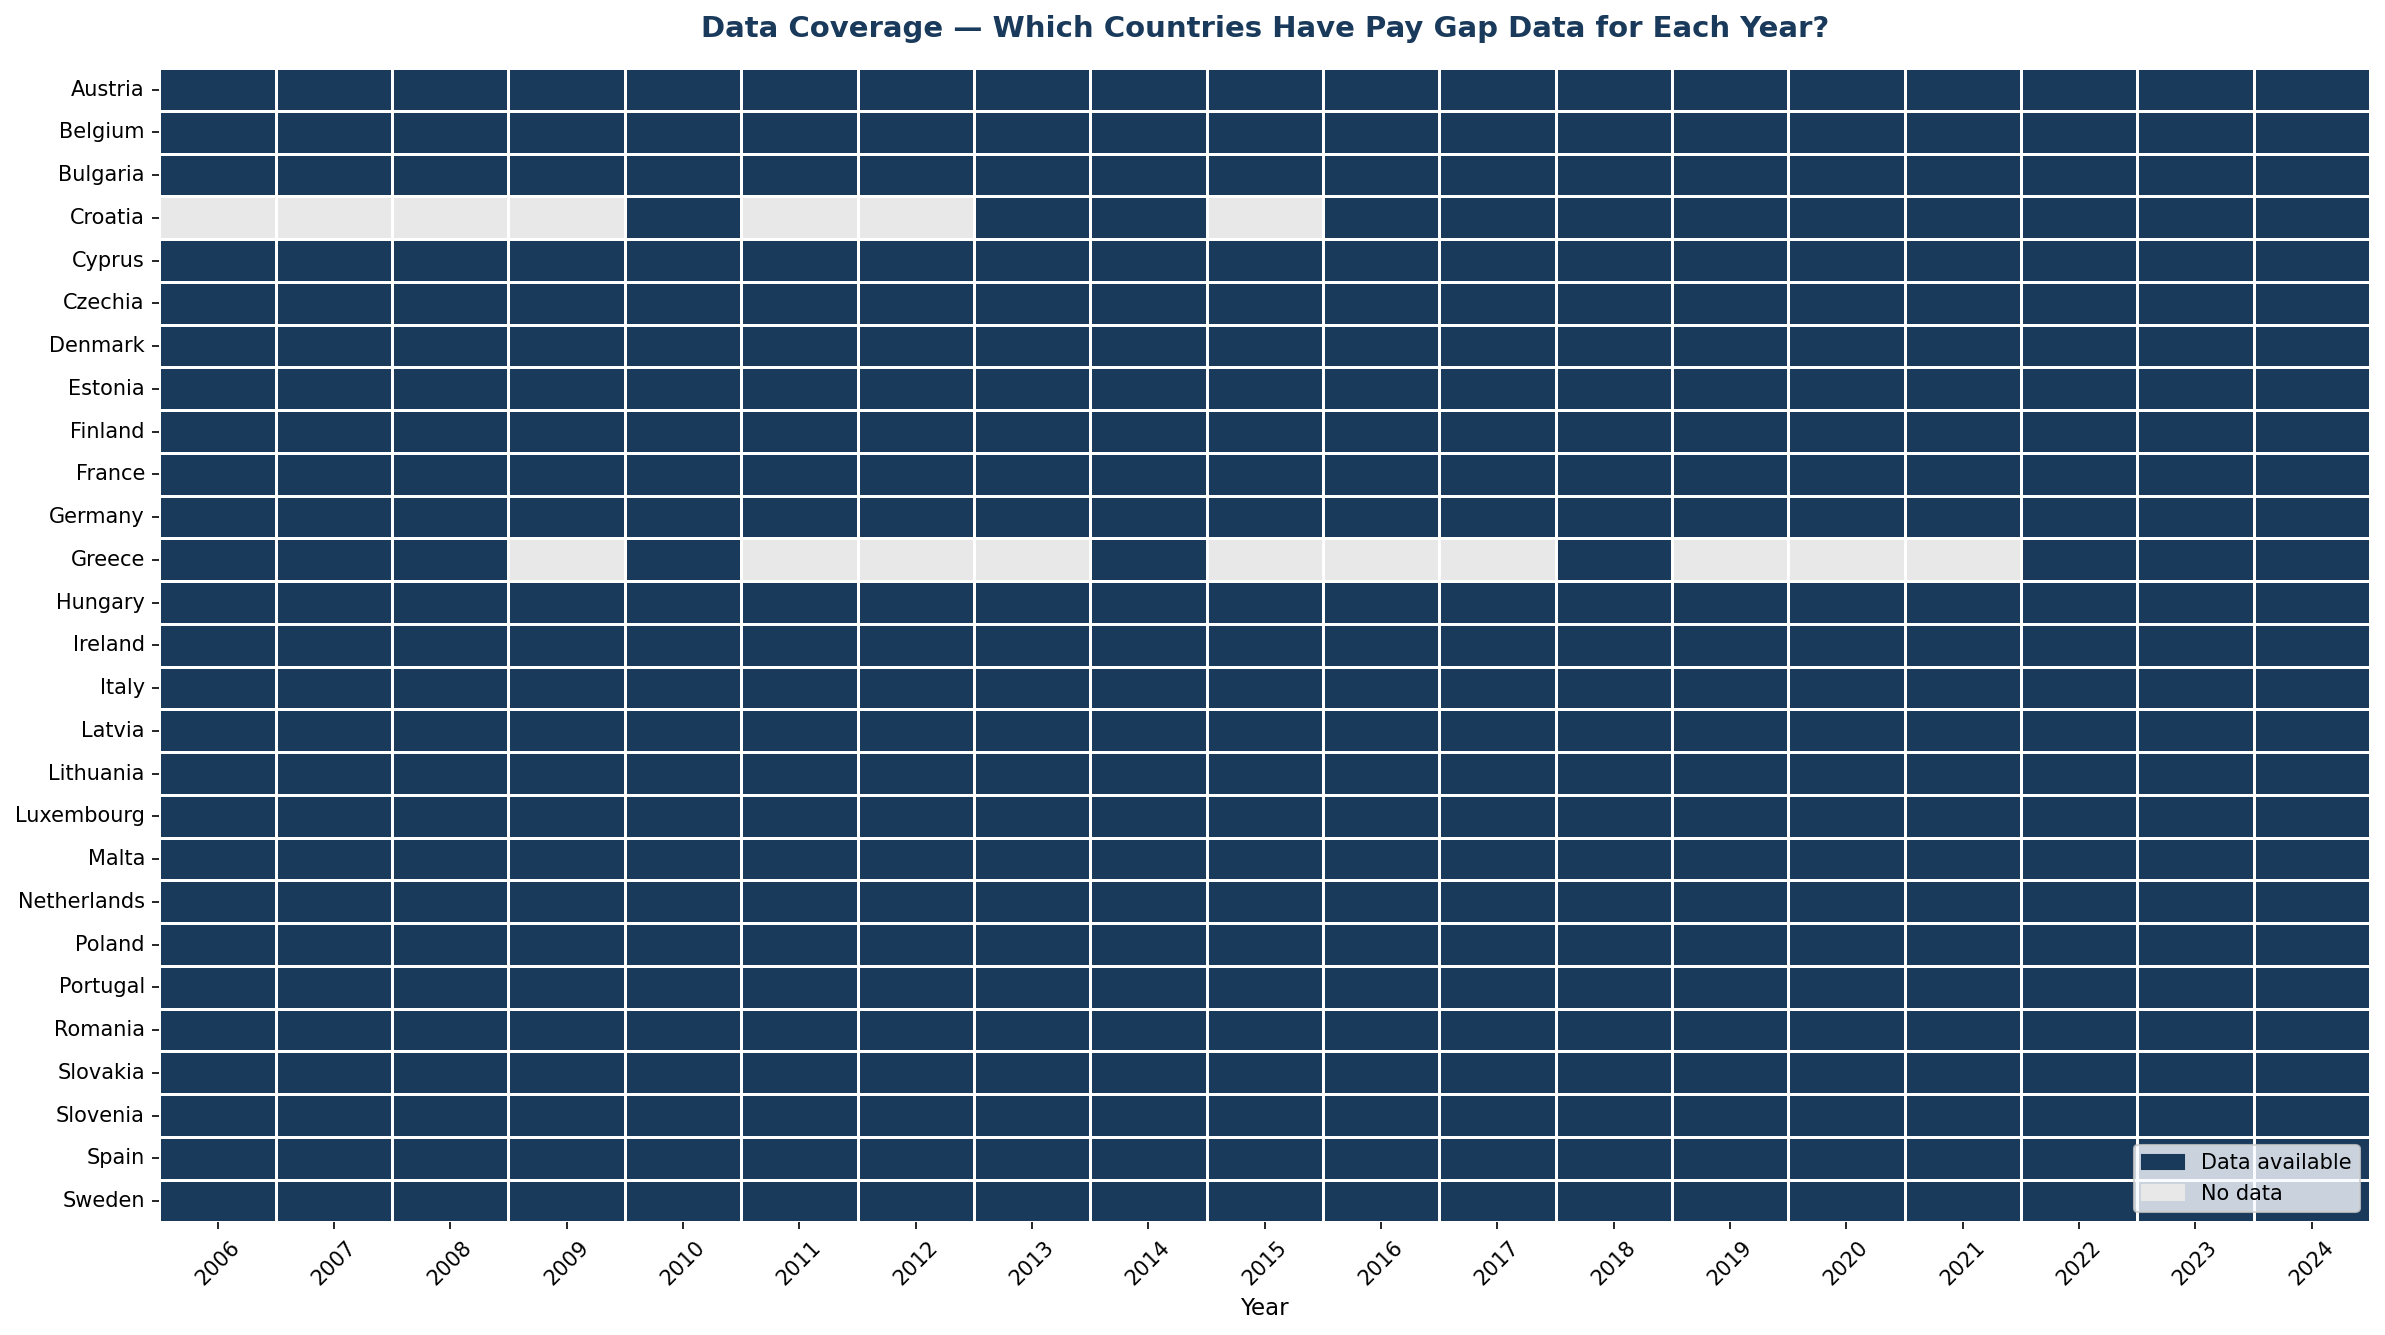 Data Coverage — Which Countries Have Pay Gap Data for Each Year?
Austria
Belgium
Bulgaria
Croatia
Cyprus
Czechia
Denmark
Estonia
Finland
France
Germany
Greece
Hungary
Ireland
Italy
Latvia
Lithuania
Luxembourg
Malta
Netherlands
Poland
Portugal
Romania
Slovakia
Slovenia
Spain
Sweden
Data available
No data
2006 2007 2008 2009 2010 2011 2012 2013 2014 2015 2016 2017 2018 2019 2020 2021 2022 2023 2024
Year